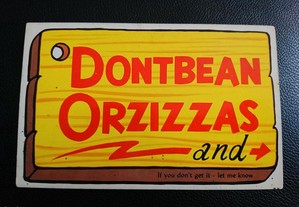 DONTBEAN
ORZIZZAS
and
If you don't get it - let me know